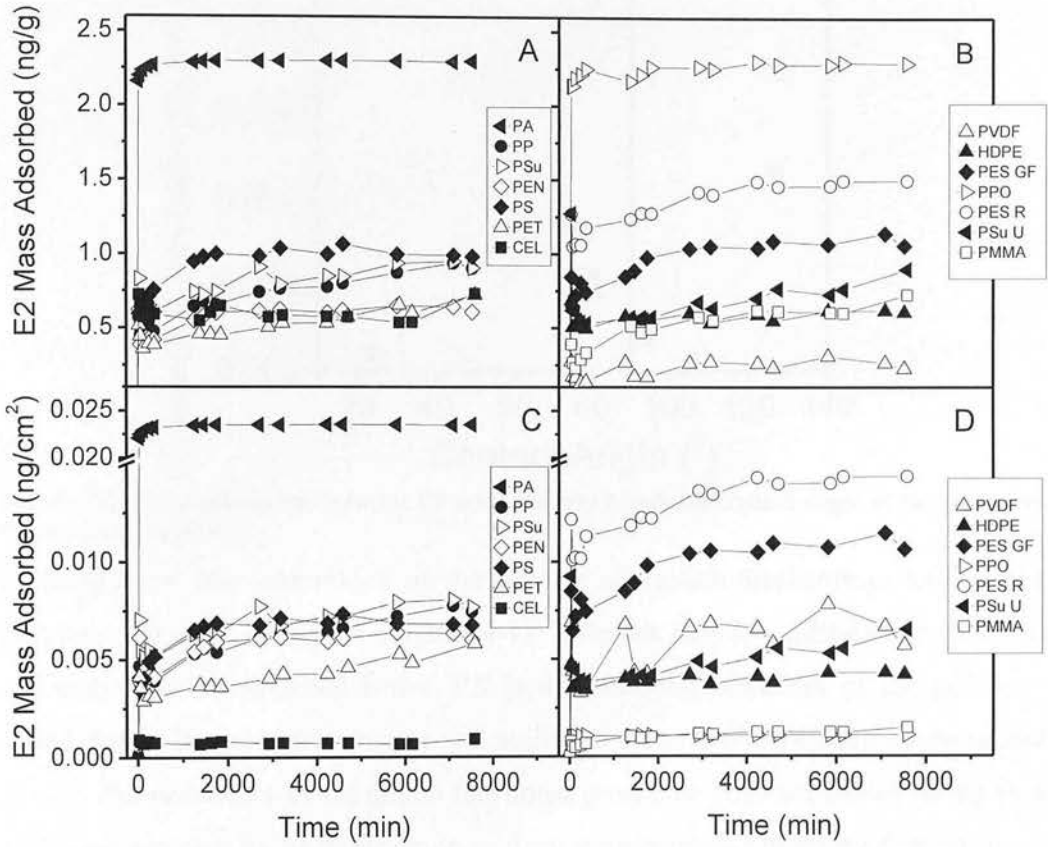 E2 Mass Adsorbed (ng/g)
2.5
2.0
1.5
1.0
0.5
A
PA
PP
PSu
PEN
PS
PET
CEL
B
PVDF
HDPE
PES GF
PPO
PES R
PSu U
PMMA
E2 Mass Adsorbed (ng/cm²)
0.025
0.020
0.010
0.005
0.000
C
PA
PP
PSu
PEN
PS
PET
CEL
D
PVDF
HDPE
PES GF
PPO
PES R
PSu U
PMMA
0 2000 4000 6000 8000
0 2000 4000 6000 8000
Time (min)
Time (min)